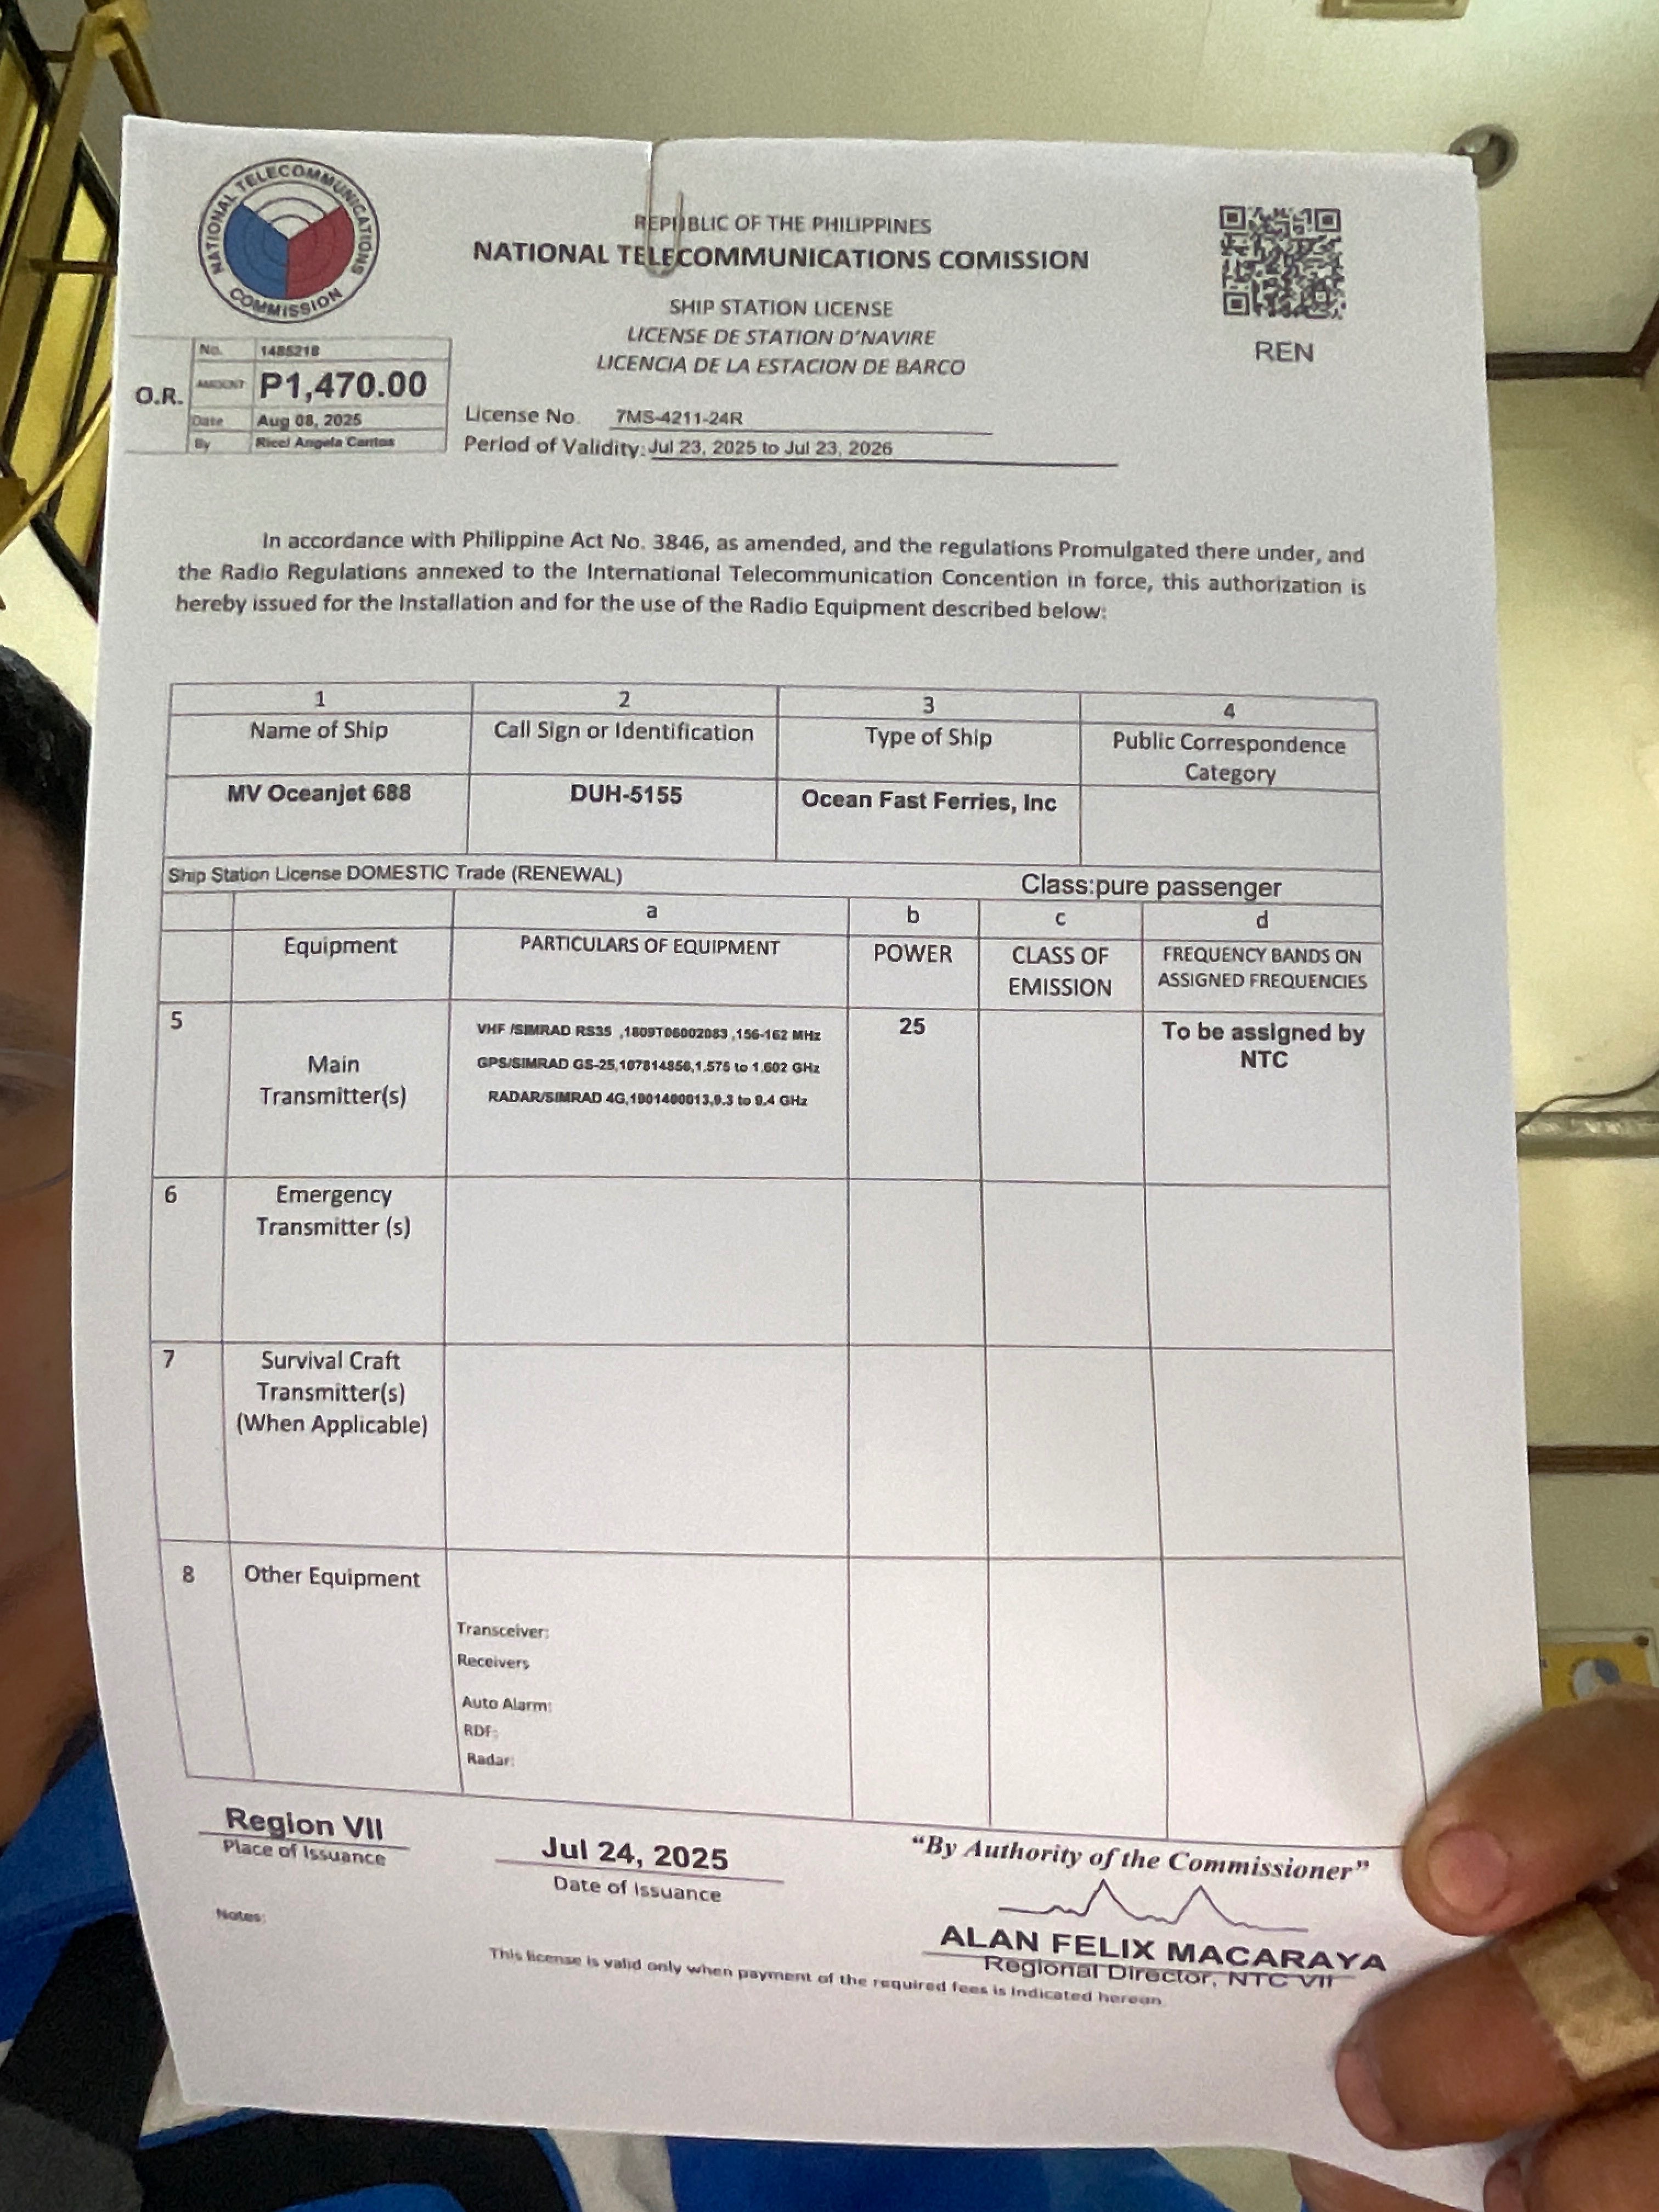 NATIONAL TELECOMMUNICATIONS
COMMISSION
REPUBLIC OF THE PHILIPPINES
NATIONAL TELECOMMUNICATIONS COMISSION
SHIP STATION LICENSE
LICENSE DE STATION D'NAVIRE
LICENCIA DE LA ESTACION DE BARCO
REN
O.R.
No. 1485218
AMOUNT P1,470.00
Date Aug 08, 2025
By Ricci Angela Cantos
License No. 7MS-4211-24R
Period of Validity: Jul 23, 2025 to Jul 23, 2026
In accordance with Philippine Act No. 3846, as amended, and the regulations Promulgated there under, and
the Radio Regulations annexed to the International Telecommunication Concention in force, this authorization is
hereby issued for the Installation and for the use of the Radio Equipment described below:
1 2 3 4
Name of Ship Call Sign or Identification Type of Ship Public Correspondence
Category
MV Oceanjet 688 DUH-5155 Ocean Fast Ferries, Inc
Ship Station License DOMESTIC Trade (RENEWAL) Class:pure passenger
a b c d
Equipment PARTICULARS OF EQUIPMENT POWER CLASS OF FREQUENCY BANDS ON
EMISSION ASSIGNED FREQUENCIES
5 VHF /SIMRAD RS35 ,1809T06002083 ,156-162 MHz 25 To be assigned by
Main GPS/SIMRAD GS-25,107814856,1.575 to 1.602 GHz NTC
Transmitter(s) RADAR/SIMRAD 4G,1901400013,9.3 to 9.4 GHz
6 Emergency
Transmitter (s)
7 Survival Craft
Transmitter(s)
(When Applicable)
8 Other Equipment
Transceiver:
Receivers
Auto Alarm:
RDF:
Radar:
Region VII
Place of Issuance
Jul 24, 2025
Date of Issuance
"By Authority of the Commissioner"
ALAN FELIX MACARAYA
Regional Director, NTC VII
Notes:
This license is valid only when payment of the required fees is indicated herean